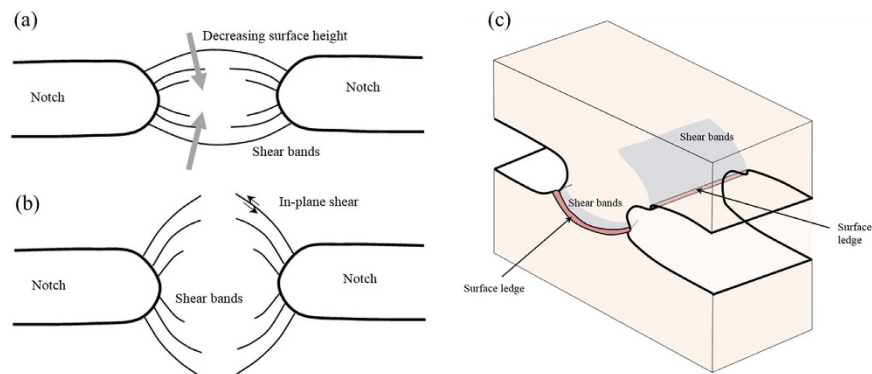 (a)
Decreasing surface height
Notch
Notch
Shear bands
(b)
In-plane shear
Notch
Shear bands
Notch
(c)
Shear bands
Shear bands
Surface
ledge
Surface ledge